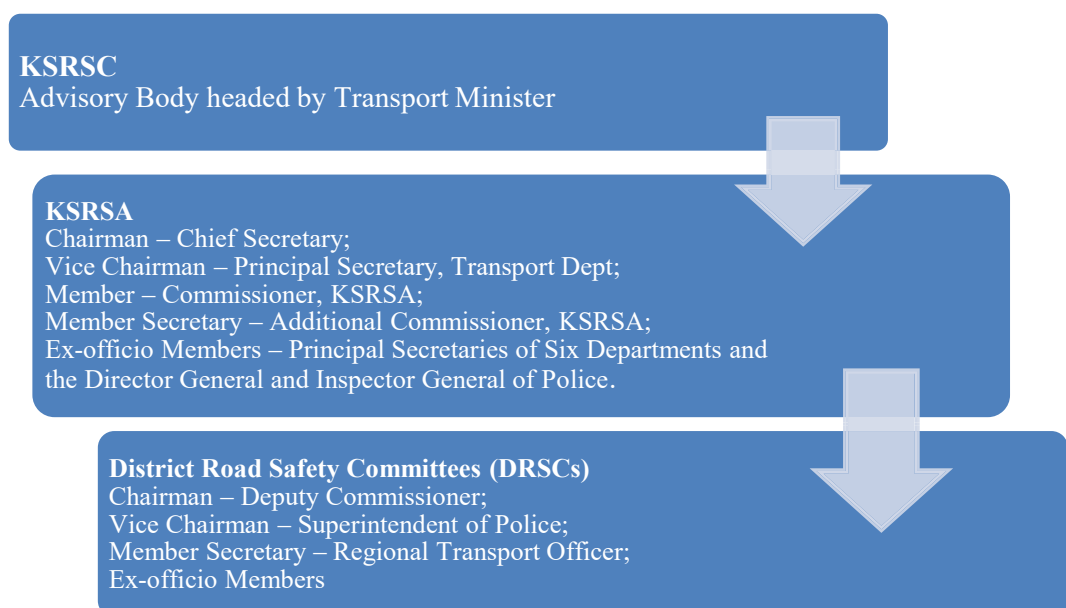 KSRSC
Advisory Body headed by Transport Minister
KSRSA
Chairman – Chief Secretary;
Vice Chairman – Principal Secretary, Transport Dept;
Member – Commissioner, KSRSA;
Member Secretary – Additional Commissioner, KSRSA;
Ex-officio Members – Principal Secretaries of Six Departments and
the Director General and Inspector General of Police.
District Road Safety Committees (DRSCs)
Chairman – Deputy Commissioner;
Vice Chairman – Superintendent of Police;
Member Secretary – Regional Transport Officer;
Ex-officio Members